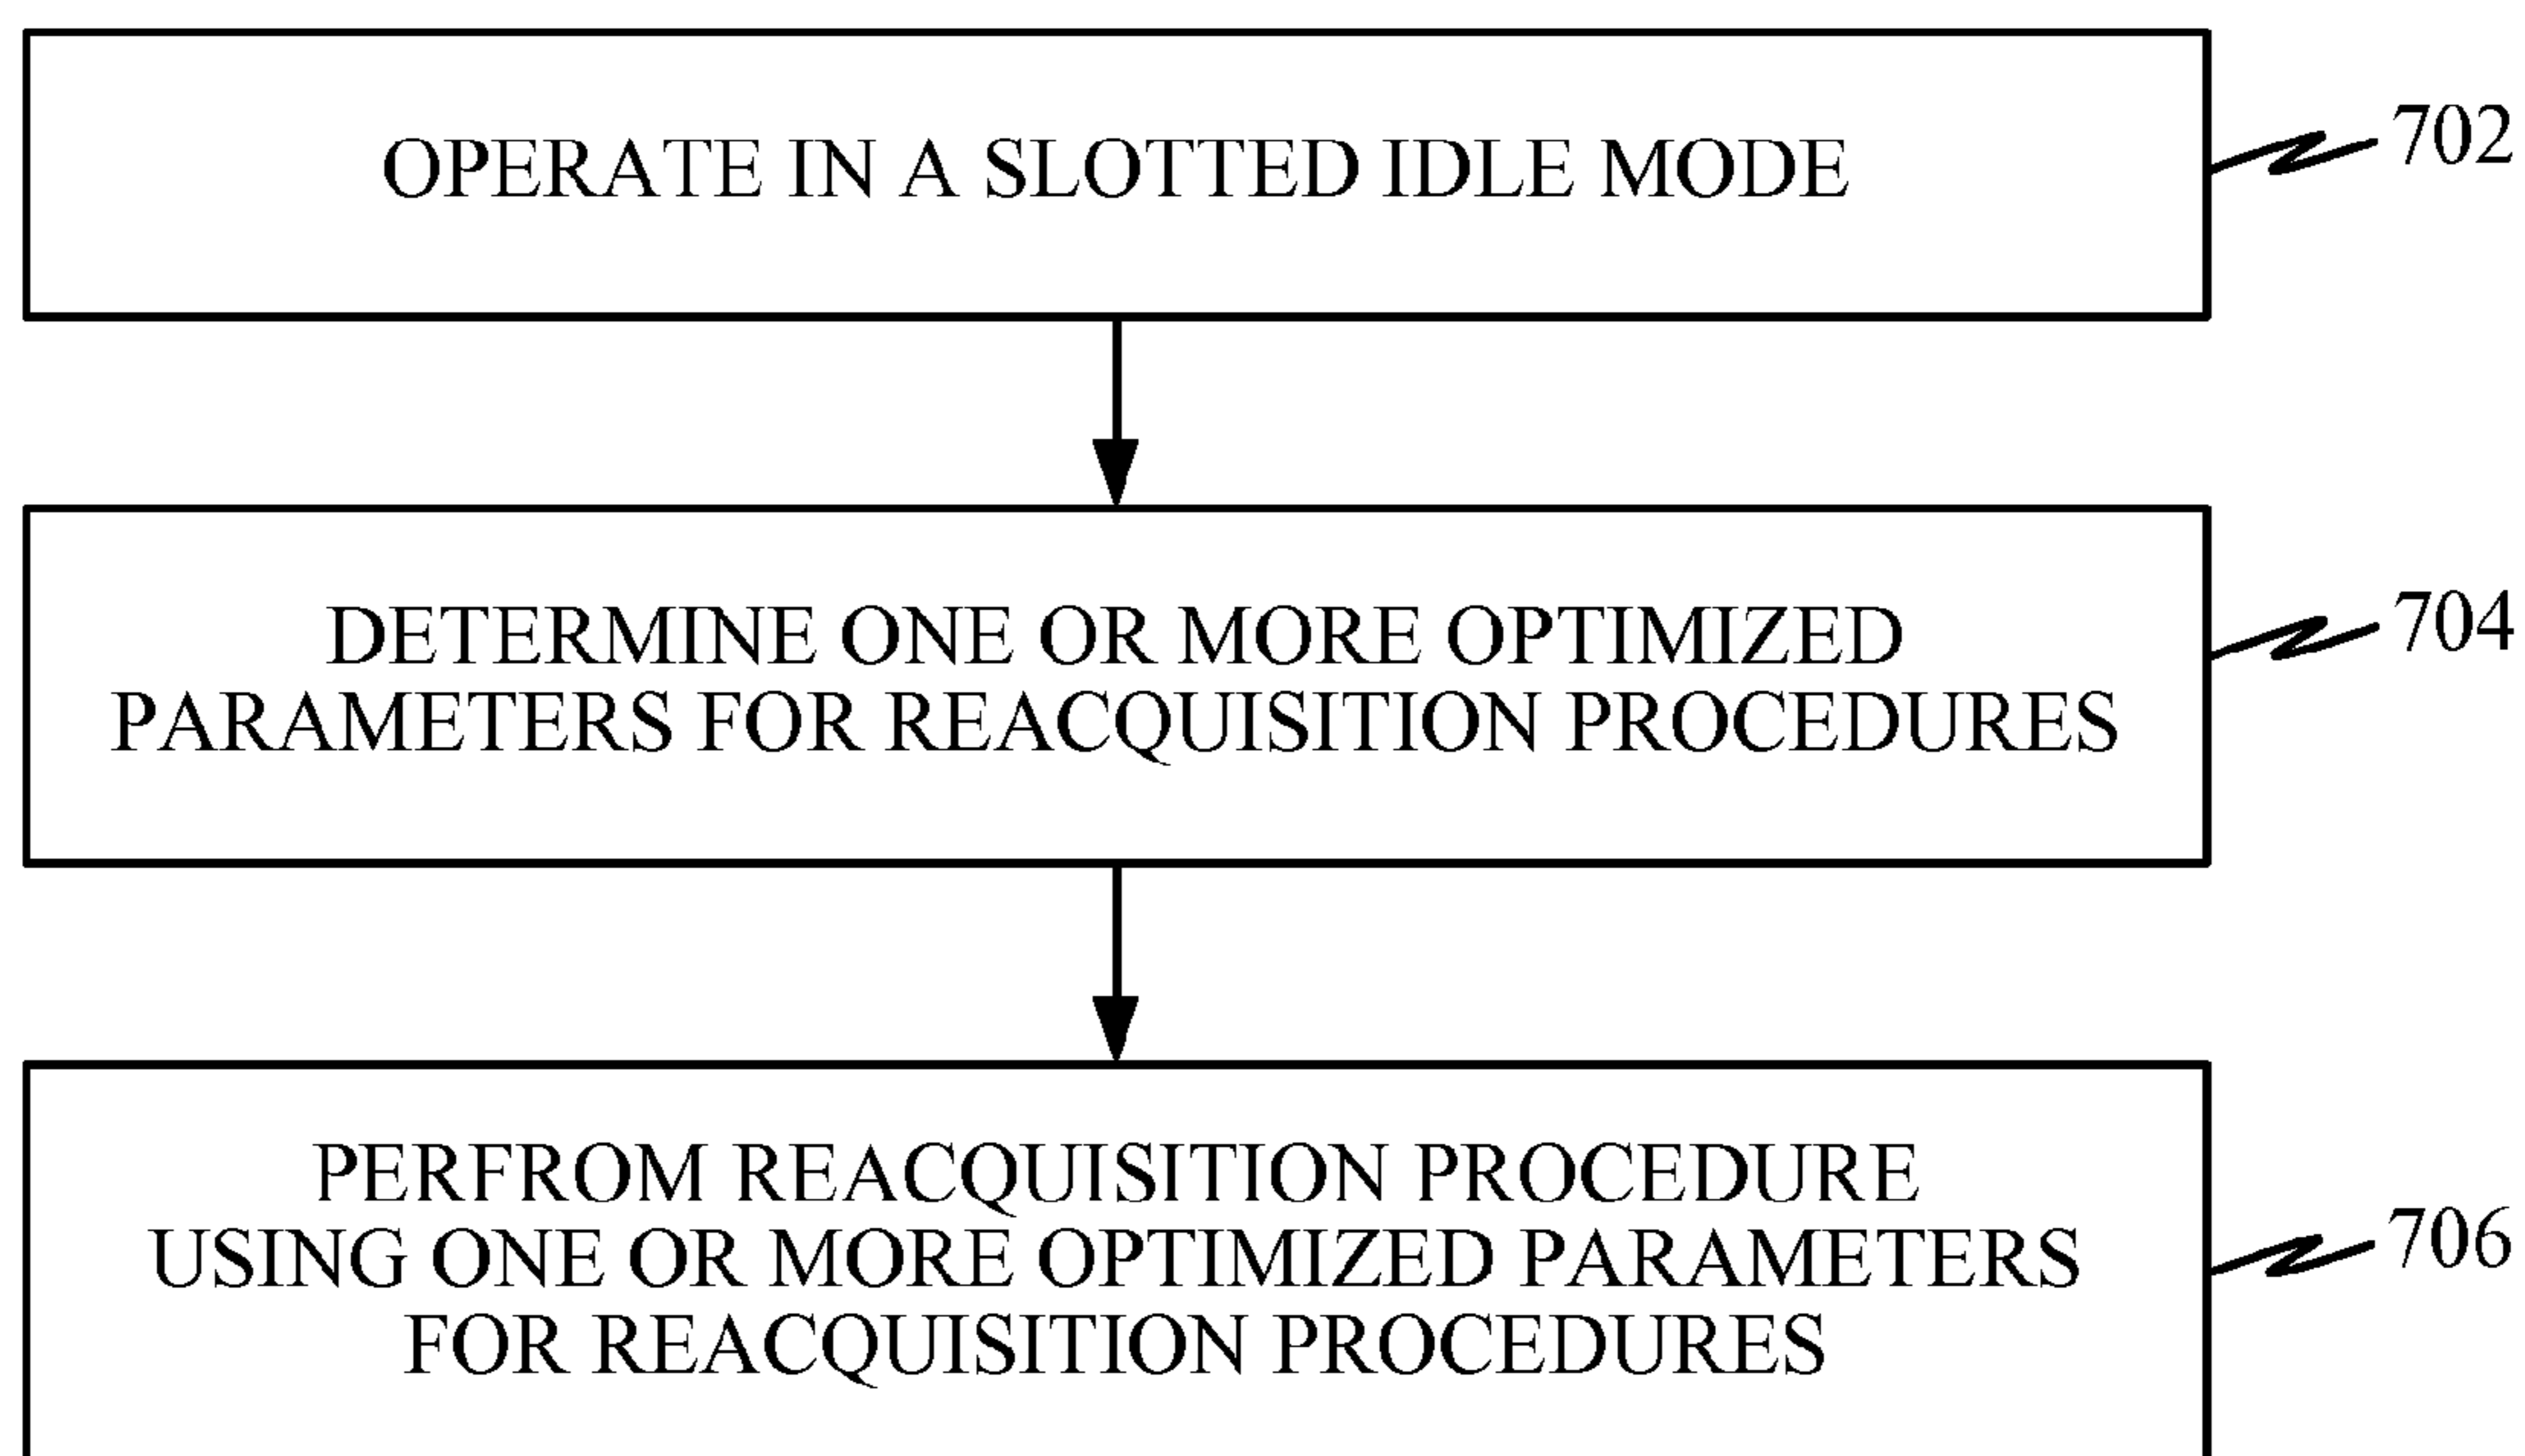 OPERATE IN A SLOTTED IDLE MODE
702
DETERMINE ONE OR MORE OPTIMIZED
PARAMETERS FOR REACQUISITION PROCEDURES
704
PERFROM REACQUISITION PROCEDURE
USING ONE OR MORE OPTIMIZED PARAMETERS
FOR REACQUISITION PROCEDURES
706